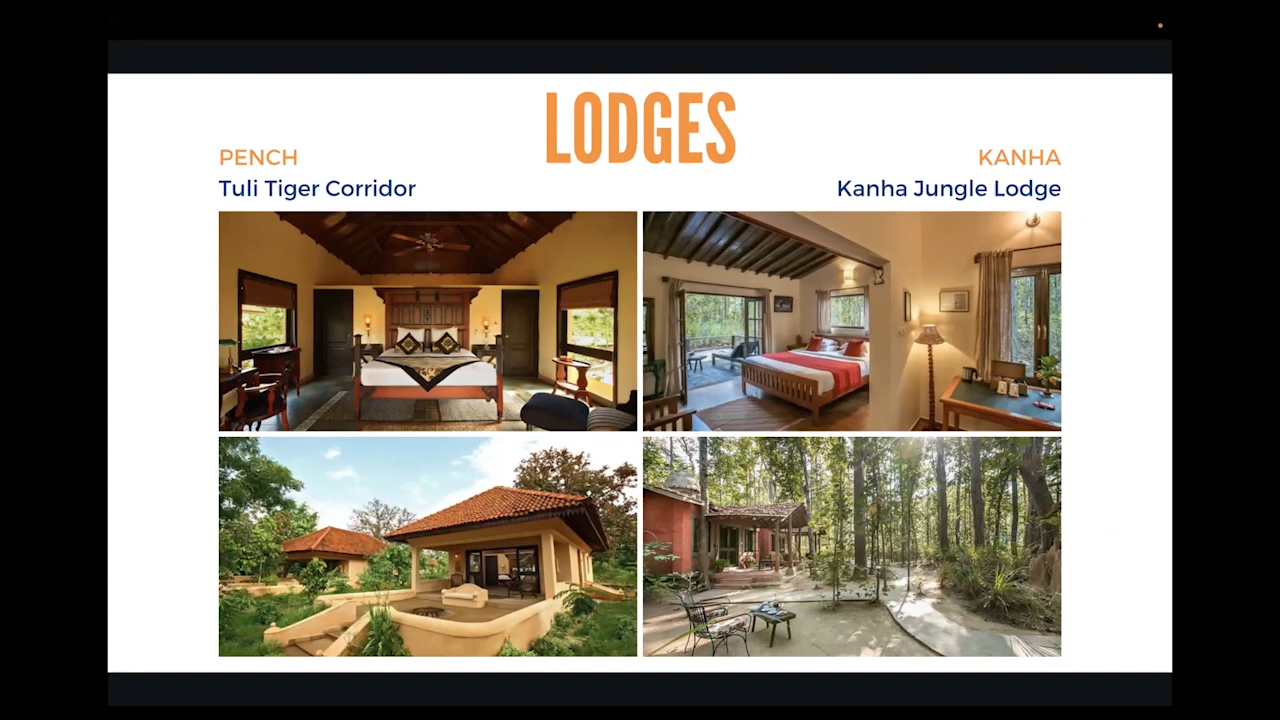 LODGES
PENCH
Tuli Tiger Corridor
KANHA
Kanha Jungle Lodge